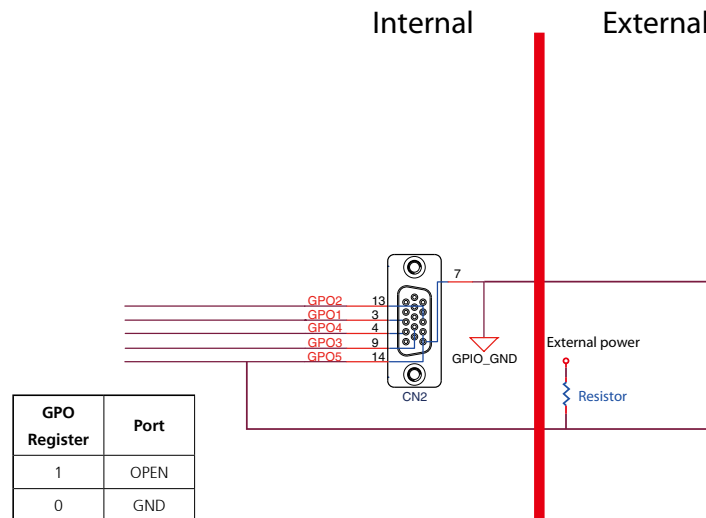 Internal
External
7
GPO2 13
GPO1 3
GPO4 4
GPO3 9
GPO5 14
GPIO_GND
CN2
External power
Resistor
GPO Register Port
1 OPEN
0 GND